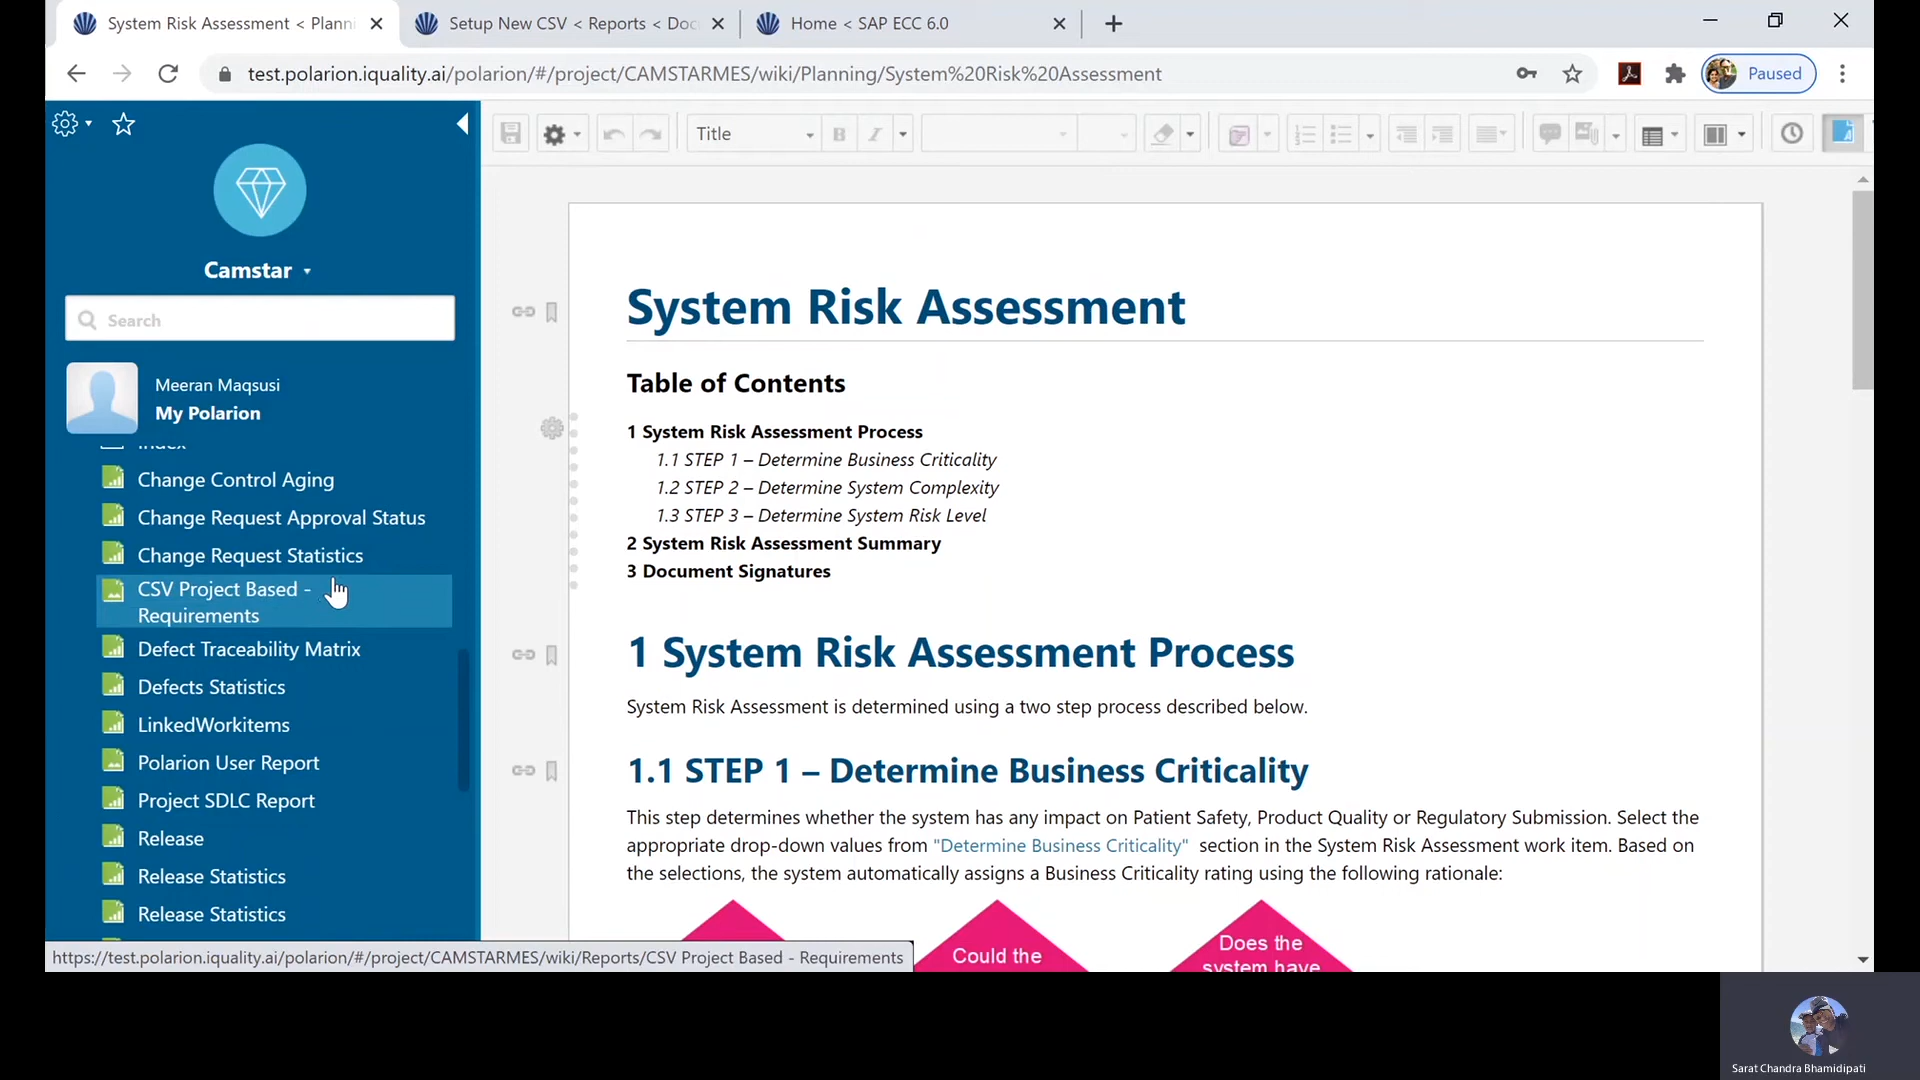 System Risk Assessment < Plann
Setup New CSV < Reports < Doc
Home < SAP ECC 6.0
test.polarion.iquality.ai/polarion/#/project/CAMSTARMES/wiki/Planning/System%20Risk%20Assessment
Paused
Title
B
I
Camstar
Search
Meeran Maqsusi
My Polarion
Index
Change Control Aging
Change Request Approval Status
Change Request Statistics
CSV Project Based -
Requirements
Defect Traceability Matrix
Defects Statistics
LinkedWorkitems
Polarion User Report
Project SDLC Report
Release
Release Statistics
Release Statistics
System Risk Assessment
Table of Contents
1 System Risk Assessment Process
1.1 STEP 1 – Determine Business Criticality
1.2 STEP 2 – Determine System Complexity
1.3 STEP 3 – Determine System Risk Level
2 System Risk Assessment Summary
3 Document Signatures
1 System Risk Assessment Process
System Risk Assessment is determined using a two step process described below.
1.1 STEP 1 – Determine Business Criticality
This step determines whether the system has any impact on Patient Safety, Product Quality or Regulatory Submission. Select the
appropriate drop-down values from "Determine Business Criticality" section in the System Risk Assessment work item. Based on
the selections, the system automatically assigns a Business Criticality rating using the following rationale:
Could the
Does the
system have
https://test.polarion.iquality.ai/polarion/#/project/CAMSTARMES/wiki/Reports/CSV Project Based - Requirements
Sarat Chandra Bhamidipati